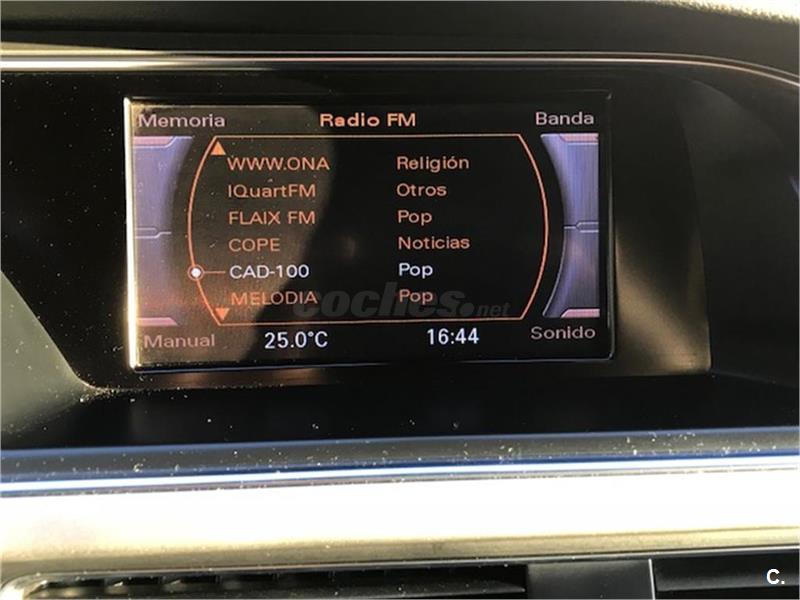 Memoria Radio FM Banda
WWW.ONA Religión
IQuartFM Otros
FLAIX FM Pop
COPE Noticias
CAD-100 Pop
MELODIA Pop
coches.net
Manual 25.0°C 16:44 Sonido
C.